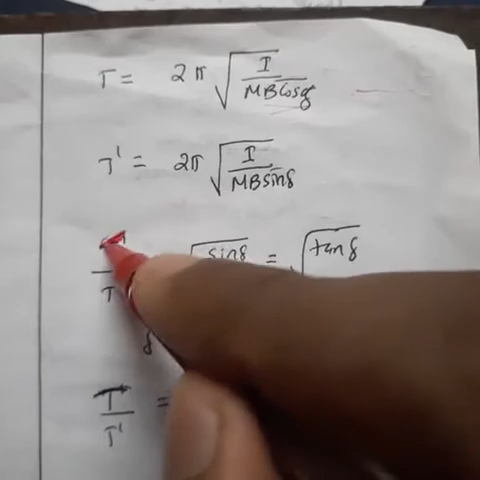 T = 2π √(I / MBCosδ)
T' = 2π √(I / MBsinδ)
T √sinδ = √tanδ
δ
T / T' =